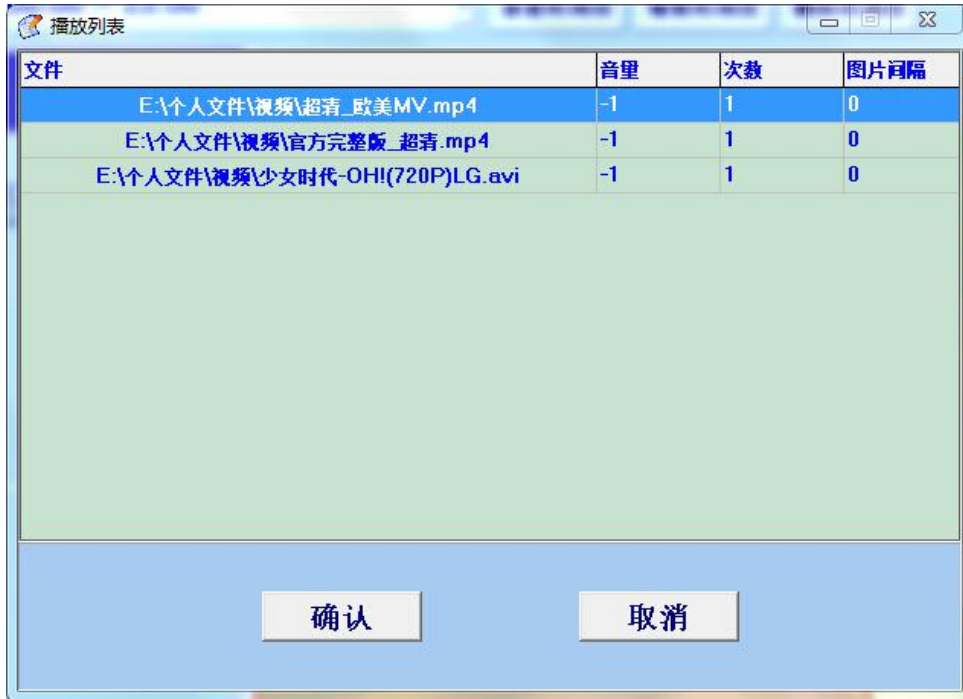 播放列表
文件 音量 次数 图片间隔
E:\个人文件\视频\超清_欧美MV.mp4 -1 1 0
E:\个人文件\视频\官方完整版_超清.mp4 -1 1 0
E:\个人文件\视频\少女时代-OH!(720P)LG.avi -1 1 0
确认 取消